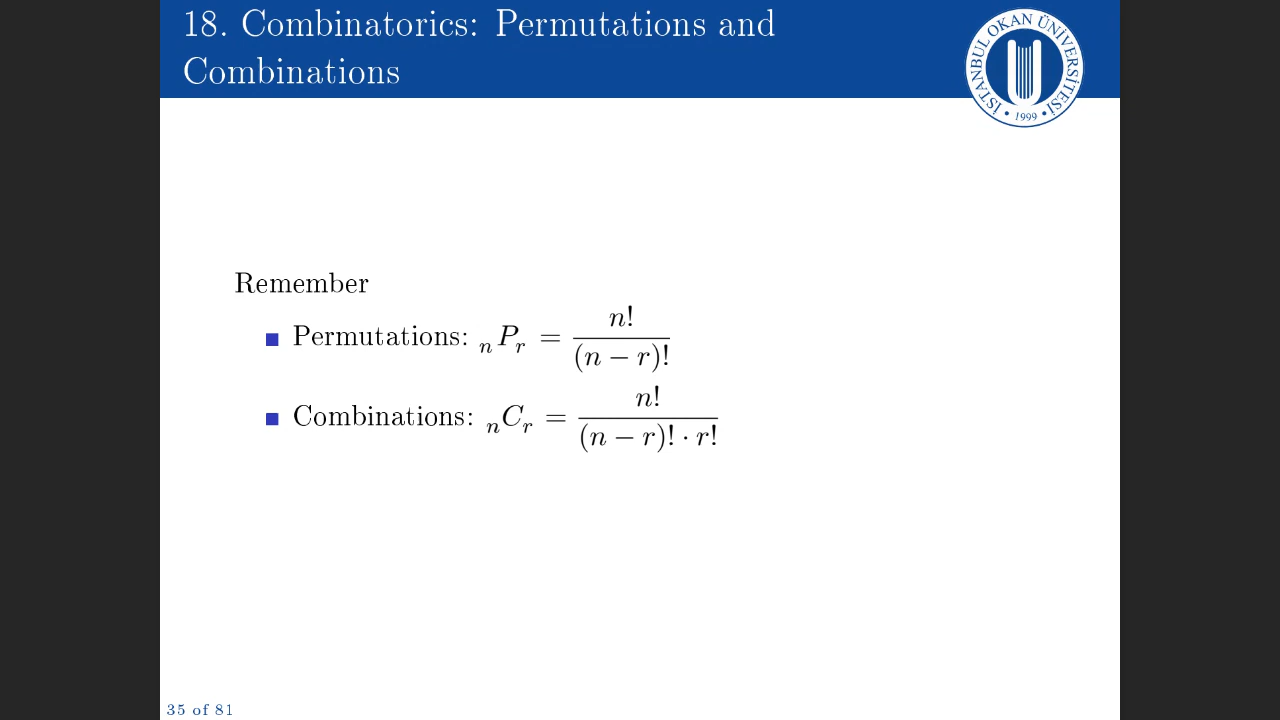 18. Combinatorics: Permutations and
Combinations
İSTANBUL OKAN ÜNİVERSİTESİ
• 1999 •
Remember
Permutations: ₙPᵣ = n! / (n − r)!
Combinations: ₙCᵣ = n! / (n − r)! · r!
35 of 81